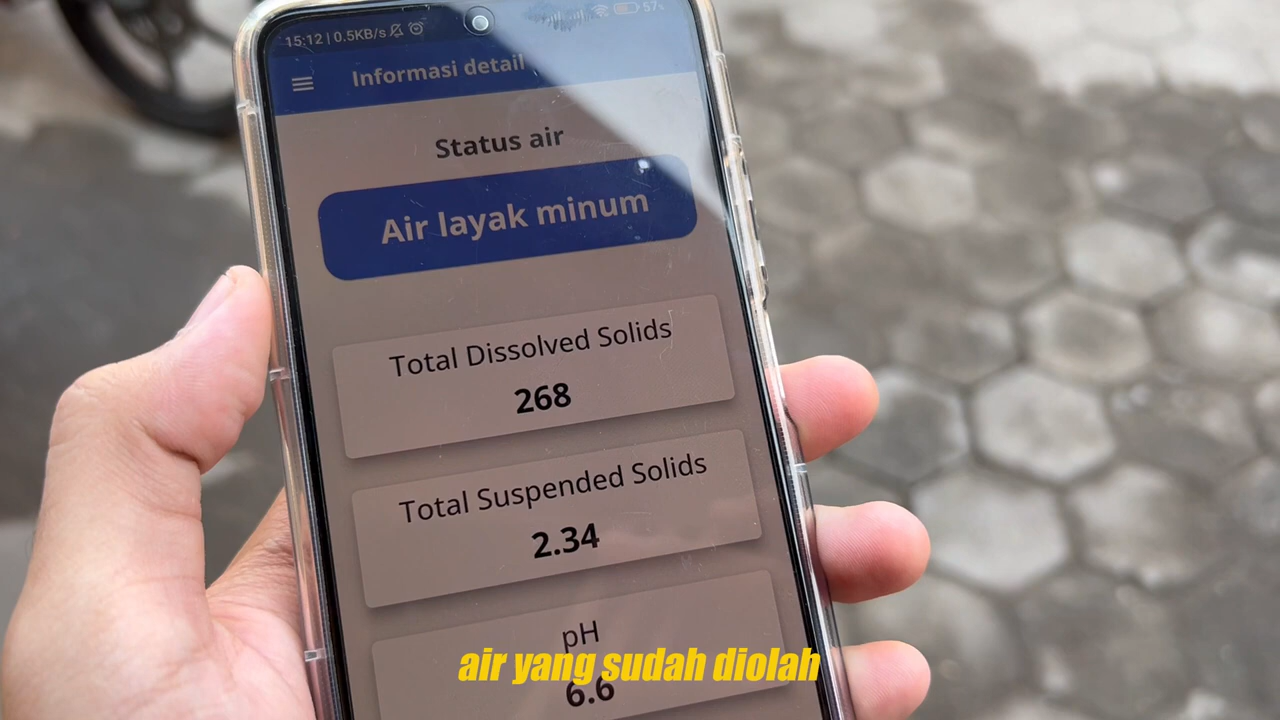 15:12 | 0.5KB/s
57%
Informasi detail
Status air
Air layak minum
Total Dissolved Solids
268
Total Suspended Solids
2.34
pH
air yang sudah diolah
6.6